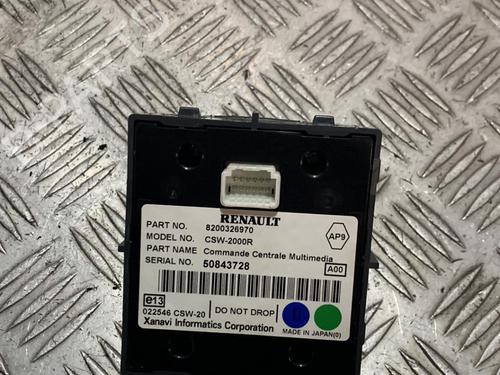 RENAULT
PART NO. 8200326970
MODEL NO. CSW-2000R
PART NAME Commande Centrale Multimedia
SERIAL NO. 50843728
AP9
A00
e13
022546 CSW-20
DO NOT DROP
MADE IN JAPAN(0)
Xanavi Informatics Corporation